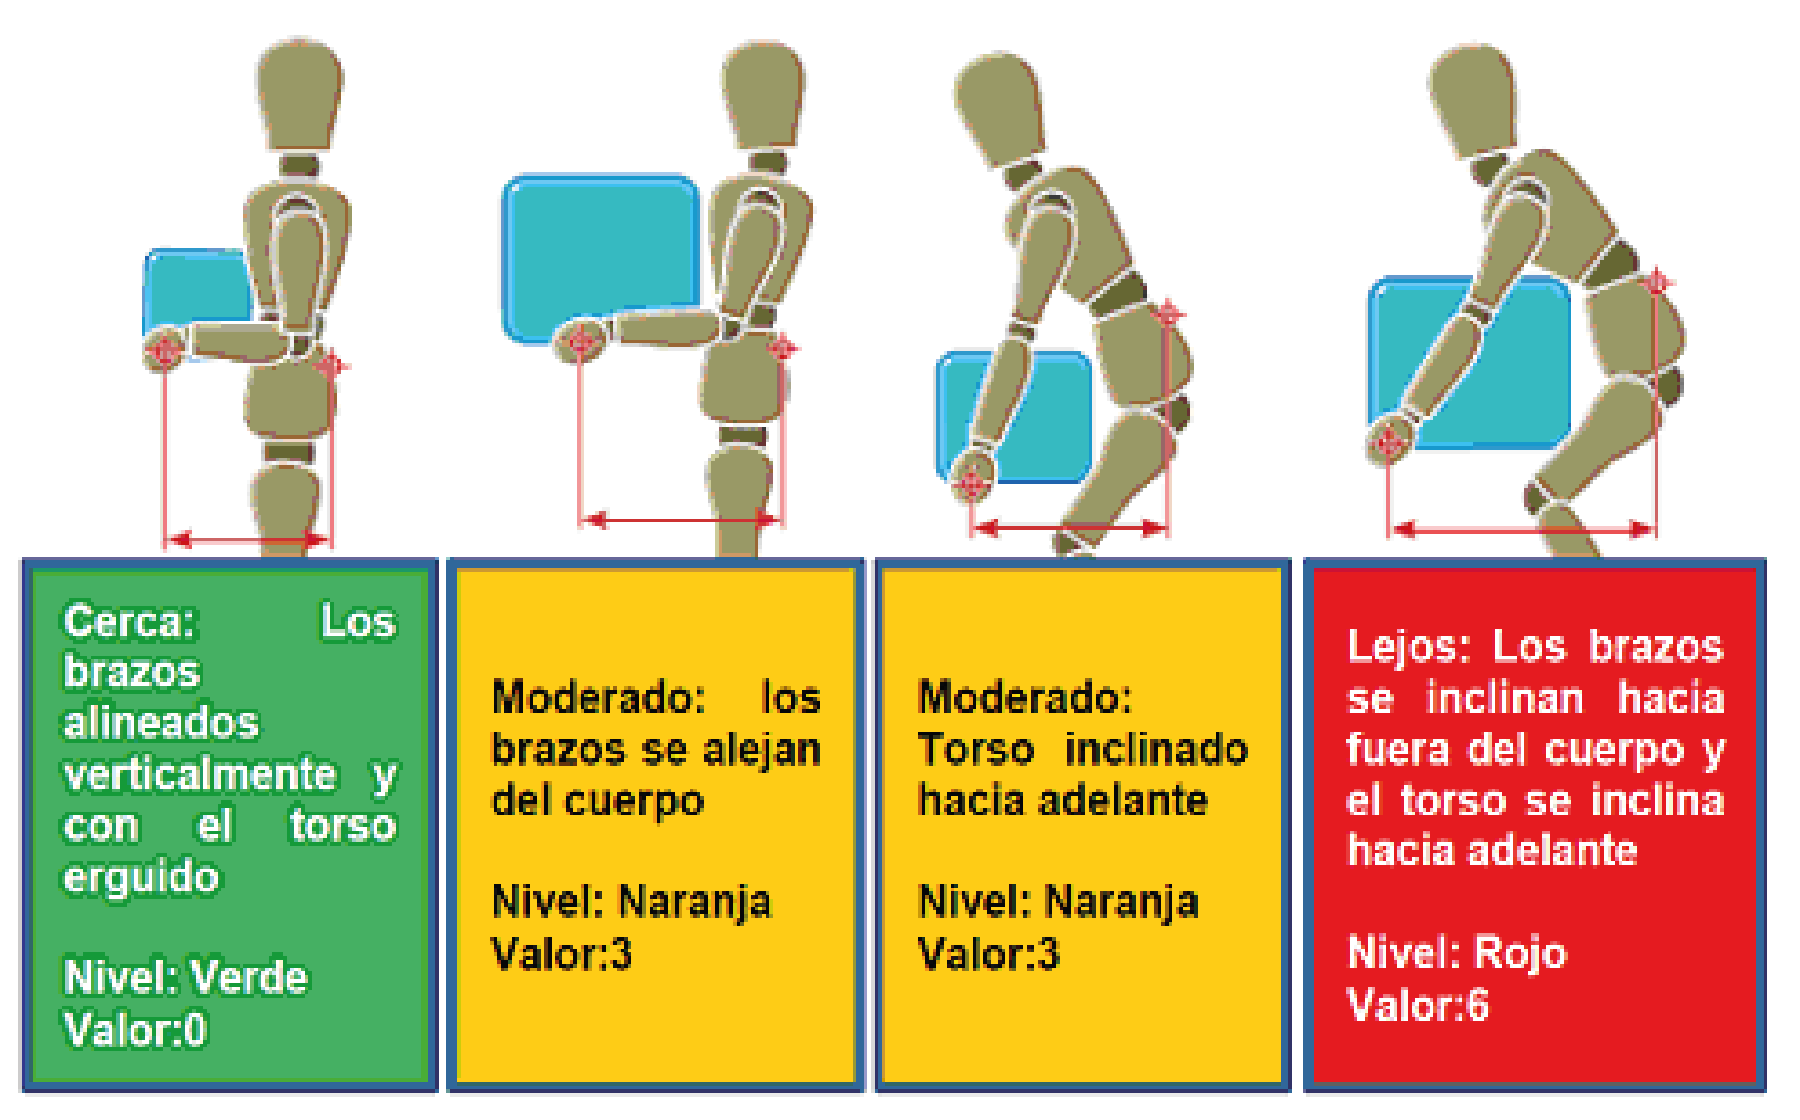 Cerca: Los
brazos
alineados
verticalmente y
con el torso
erguido
Nivel: Verde
Valor:0
Moderado: los
brazos se alejan
del cuerpo
Nivel: Naranja
Valor:3
Moderado:
Torso inclinado
hacia adelante
Nivel: Naranja
Valor:3
Lejos: Los brazos
se inclinan hacia
fuera del cuerpo y
el torso se inclina
hacia adelante
Nivel: Rojo
Valor:6